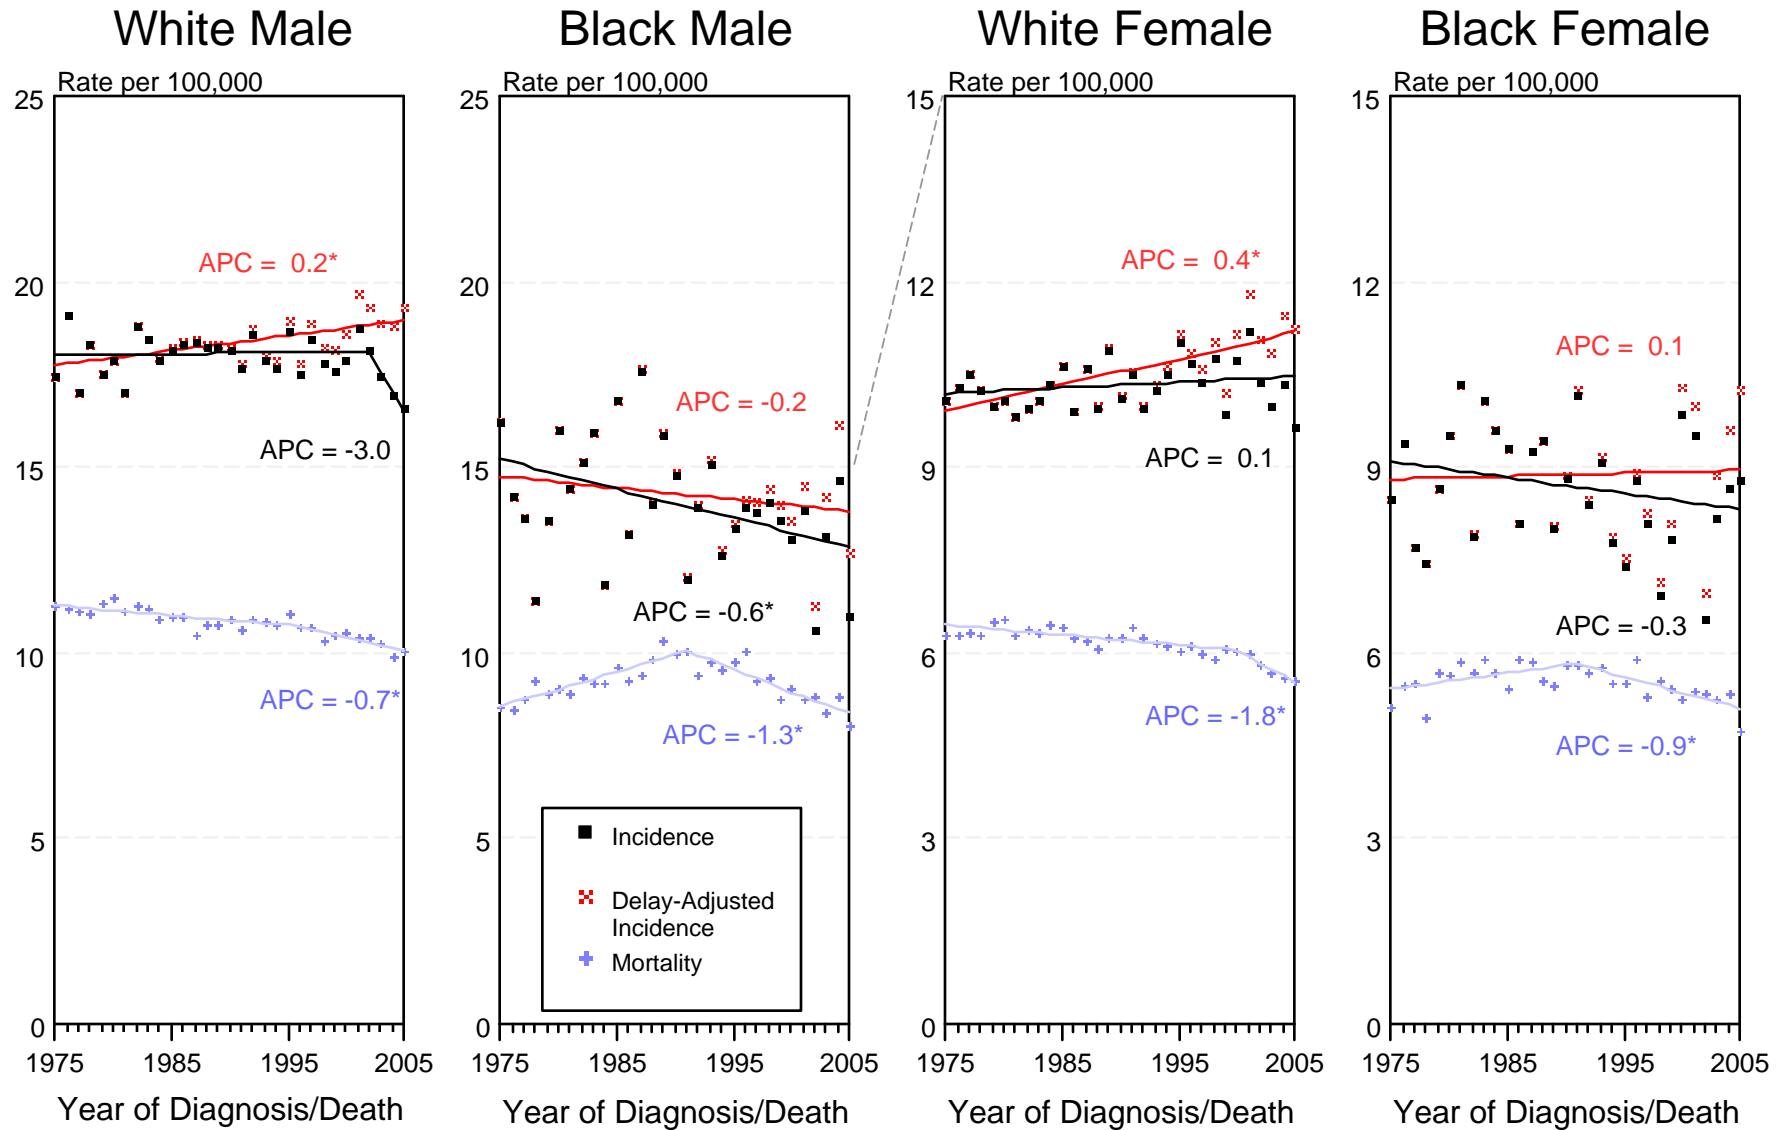 White Male
Black Male
White Female
Black Female
Rate per 100,000
Rate per 100,000
Rate per 100,000
Rate per 100,000
25
20
15
10
5
0
APC = 0.2*
APC = -3.0
APC = -0.7*
1975
1985
1995
2005
Year of Diagnosis/Death
25
20
15
10
5
0
APC = -0.2
APC = -0.6*
APC = -1.3*
Incidence
Delay-Adjusted
Incidence
Mortality
1975
1985
1995
2005
Year of Diagnosis/Death
15
12
9
6
3
0
APC = 0.4*
APC = 0.1
APC = -1.8*
1975
1985
1995
2005
Year of Diagnosis/Death
15
12
9
6
3
0
APC = 0.1
APC = -0.3
APC = -0.9*
1975
1985
1995
2005
Year of Diagnosis/Death